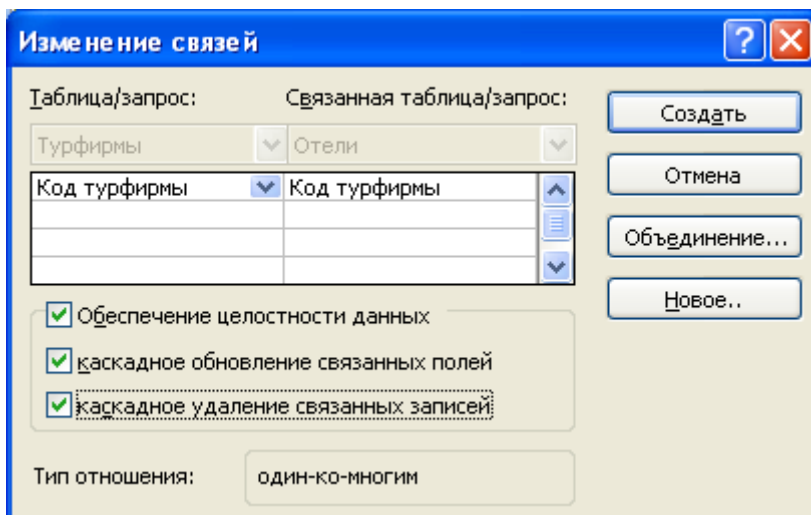 Изменение связей
Таблица/запрос: Связанная таблица/запрос:
Турфирмы Отели
Код турфирмы Код турфирмы
Обеспечение целостности данных
каскадное обновление связанных полей
каскадное удаление связанных записей
Тип отношения: один-ко-многим
Создать
Отмена
Объединение...
Новое..